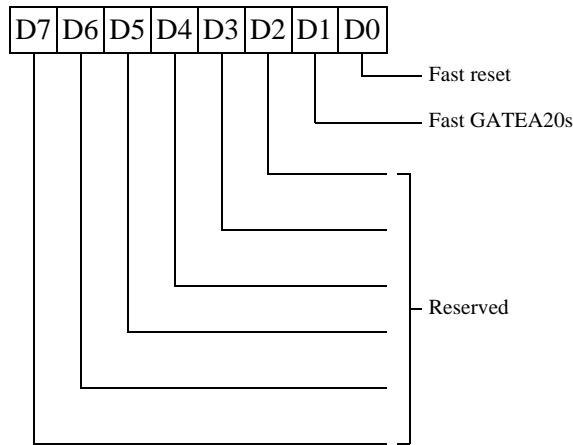 D7 D6 D5 D4 D3 D2 D1 D0
Fast reset
Fast GATEA20s
Reserved